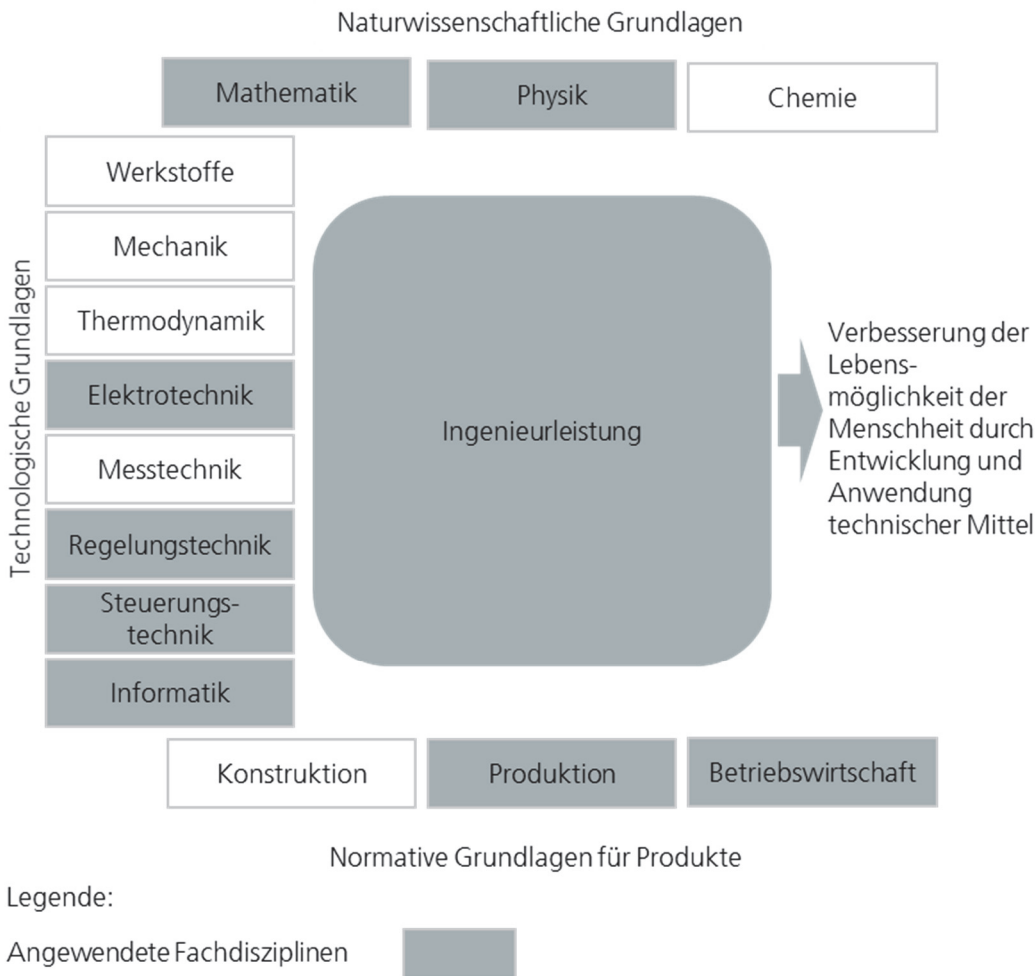 Naturwissenschaftliche Grundlagen
Mathematik
Physik
Chemie
Technologische Grundlagen
Werkstoffe
Mechanik
Thermodynamik
Elektrotechnik
Messtechnik
Regelungstechnik
Steuerungs-
technik
Informatik
Ingenieurleistung
Verbesserung der
Lebens-
möglichkeit der
Menschheit durch
Entwicklung und
Anwendung
technischer Mittel
Konstruktion
Produktion
Betriebswirtschaft
Normative Grundlagen für Produkte
Legende:
Angewendete Fachdisziplinen